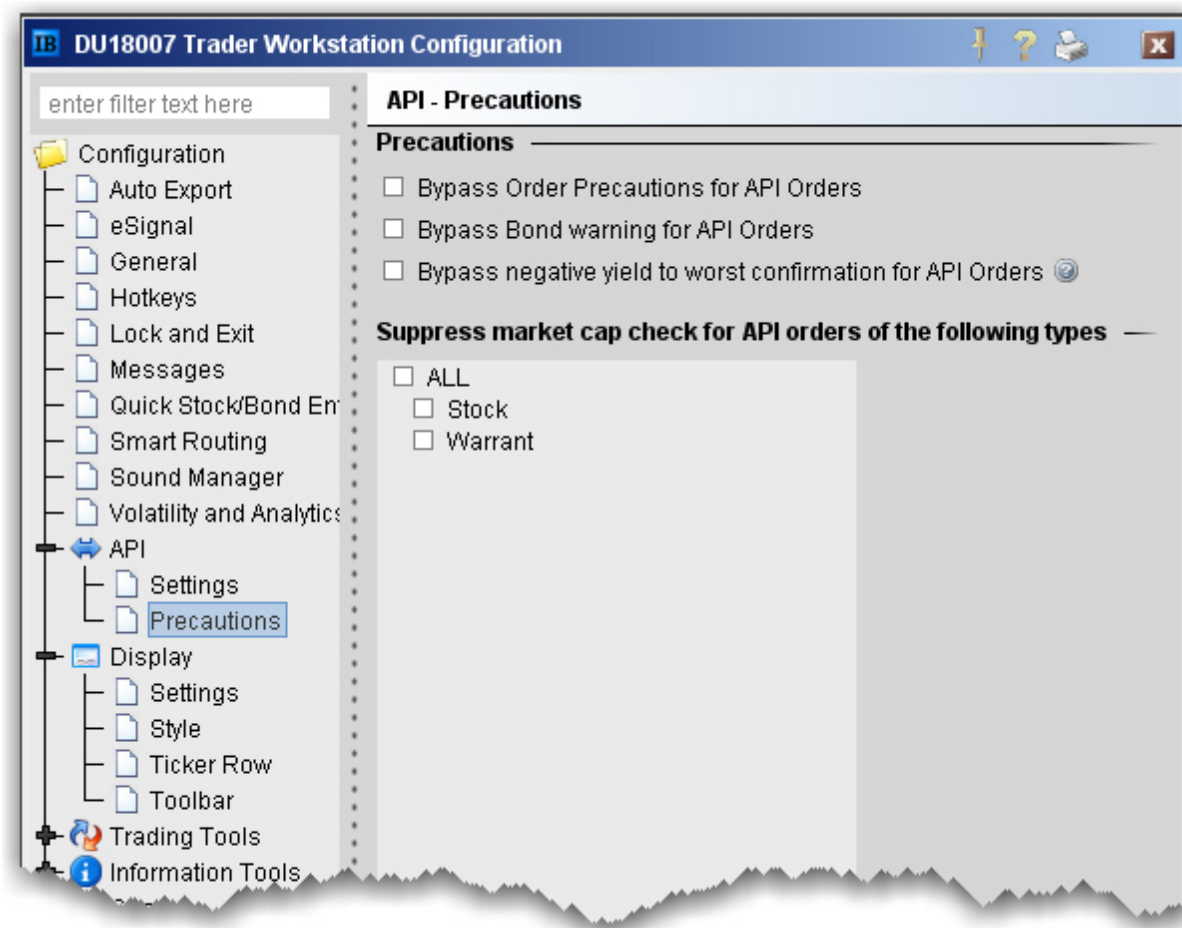 IB DU18007 Trader Workstation Configuration
enter filter text here
Configuration
Auto Export
eSignal
General
Hotkeys
Lock and Exit
Messages
Quick Stock/Bond
Smart Routing
Sound Manager
Volatility and Analytics
API
Settings
Precautions
Display
Settings
Style
Ticker Row
Toolbar
Trading Tools
Information Tools
API - Precautions
Precautions
Bypass Order Precautions for API Orders
Bypass Bond warning for API Orders
Bypass negative yield to worst confirmation for API Orders
Suppress market cap check for API orders of the following types
ALL
Stock
Warrant